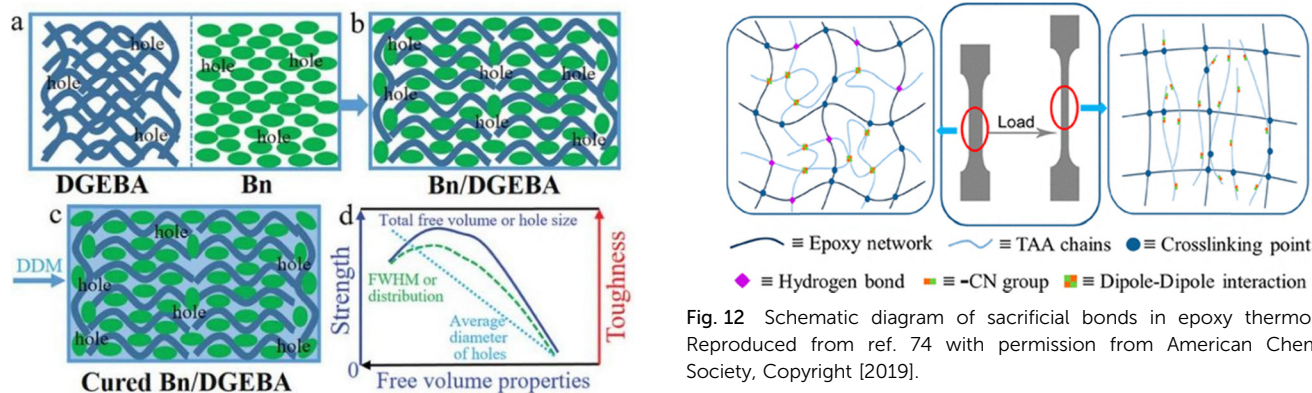 a
hole
hole
hole
hole
DGEBA
hole
hole
hole
Bn
b
hole
hole
hole
hole
hole
Bn/DGEBA
DDM
c
hole
hole
hole
hole
hole
Cured Bn/DGEBA
d
Strength
Toughness
Total free volume or hole size
FWHM or
distribution
Average
diameter
of holes
0
Free volume properties
Load
≡ Epoxy network
≡ TAA chains
≡ Crosslinking point
≡ Hydrogen bond
≡ -CN group
≡ Dipole-Dipole interaction
Fig. 12 Schematic diagram of sacrificial bonds in epoxy thermo
Reproduced from ref. 74 with permission from American Chem
Society, Copyright [2019].